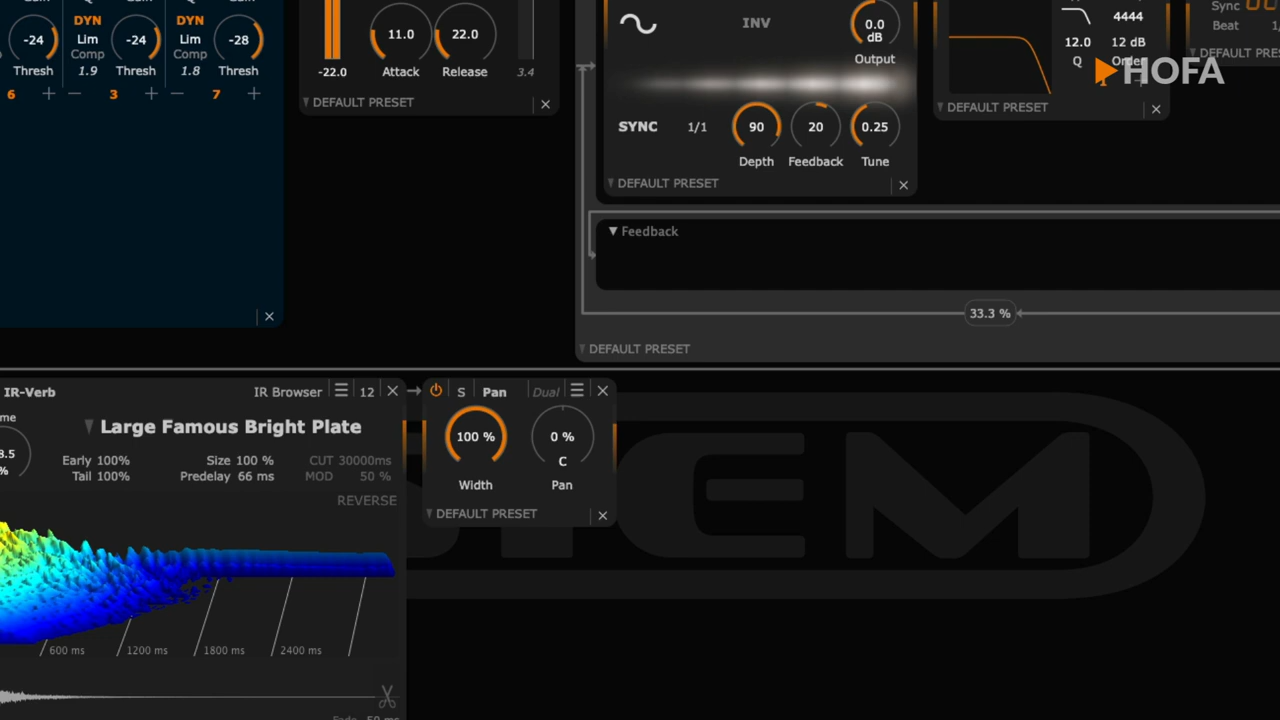 DYN
DYN
-24
Lim
-24
Lim
-28
Comp
Comp
Thresh
1.9
Thresh
1.8
Thresh
6
3
7
11.0
22.0
-22.0
Attack
Release
3.4
DEFAULT PRESET
INV
0.0
dB
Output
SYNC
1/1
90
20
0.25
Depth
Feedback
Tune
DEFAULT PRESET
4444
12.0
12 dB
Q
Order
DEFAULT PRESET
Sync
Beat
DEFAULT PRES
HOFA
Feedback
33.3 %
DEFAULT PRESET
IR-Verb
IR Browser
12
Large Famous Bright Plate
Early 100%
Size 100 %
CUT 30000ms
Tail 100%
Predelay 66 ms
MOD 50 %
REVERSE
600 ms
1200 ms
1800 ms
2400 ms
S
Pan
Dual
100 %
0 %
C
Width
Pan
DEFAULT PRESET